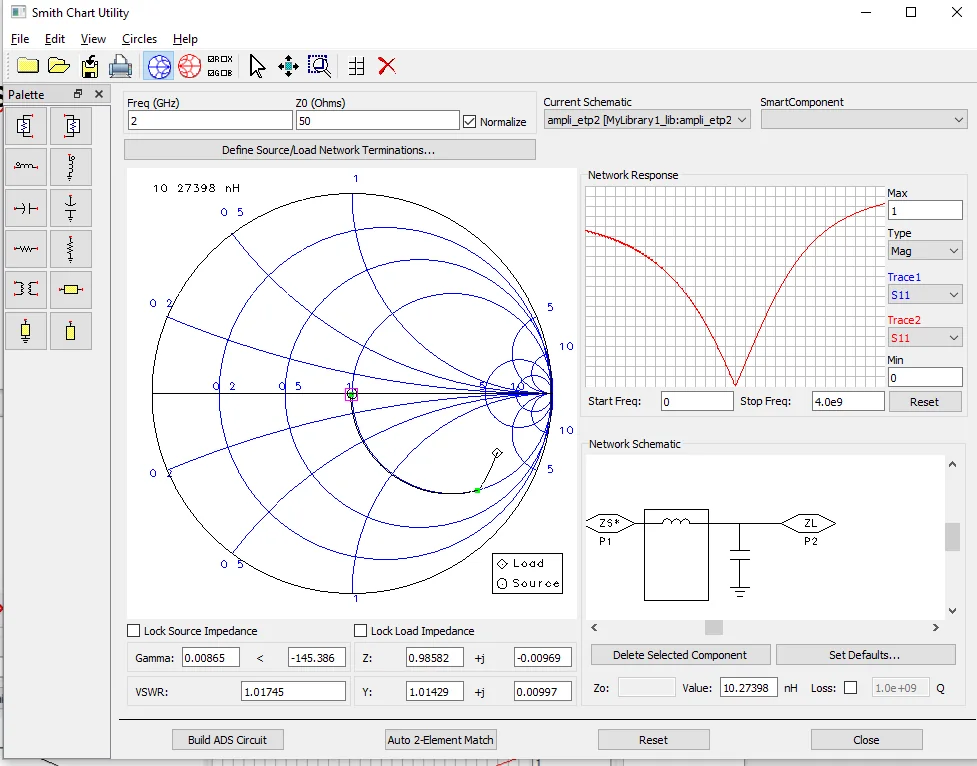 Smith Chart Utility
File Edit View Circles Help
Palette
Freq (GHz) Z0 (Ohms)
2 50 Normalize
Define Source/Load Network Terminations...
Current Schematic SmartComponent
ampli_etp2 [MyLibrary1_lib:ampli_etp2
10 27398 nH
1
0 5
0 2
5
10
0 2 0 5 1 5 10
10
0 2
5
0 5
1
Load
Source
Network Response
Max
1
Type
Mag
Trace1
S11
Trace2
S11
Min
0
Start Freq: 0 Stop Freq: 4.0e9 Reset
Network Schematic
ZS* ZL
P1 P2
Lock Source Impedance Lock Load Impedance
Gamma: 0.00865 < -145.386 Z: 0.98582 +j -0.00969
VSWR: 1.01745 Y: 1.01429 +j 0.00997
Delete Selected Component Set Defaults...
Zo: Value: 10.27398 nH Loss: 1.0e+09 Q
Build ADS Circuit Auto 2-Element Match Reset Close